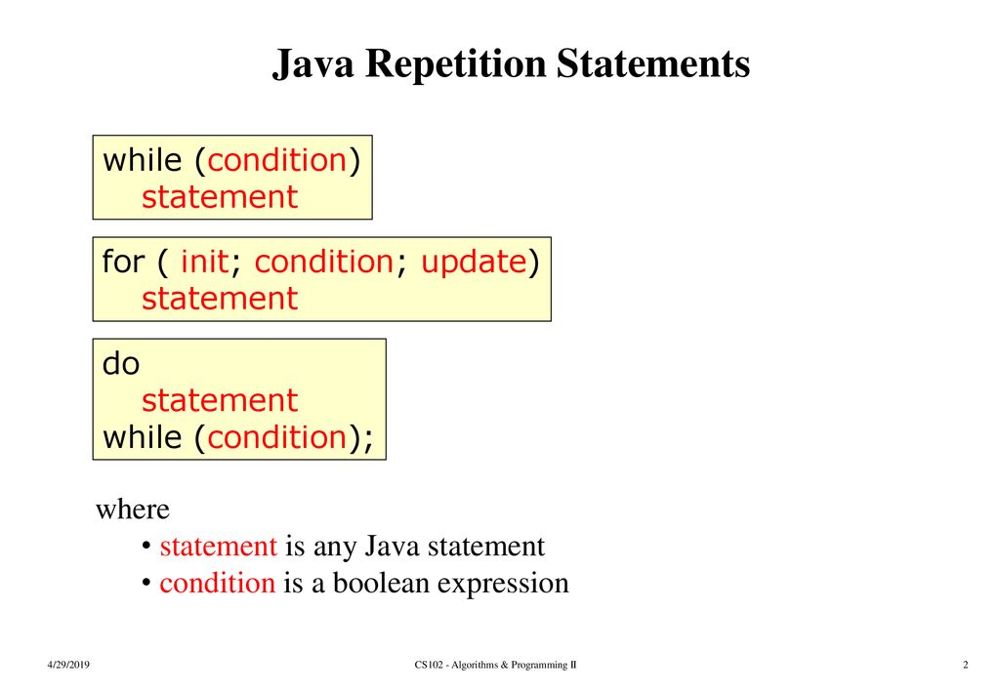 Java Repetition Statements
while (condition)
statement
for ( init; condition; update)
statement
do
statement
while (condition);
where
• statement is any Java statement
• condition is a boolean expression
4/29/2019
CS102 - Algorithms & Programming II
2